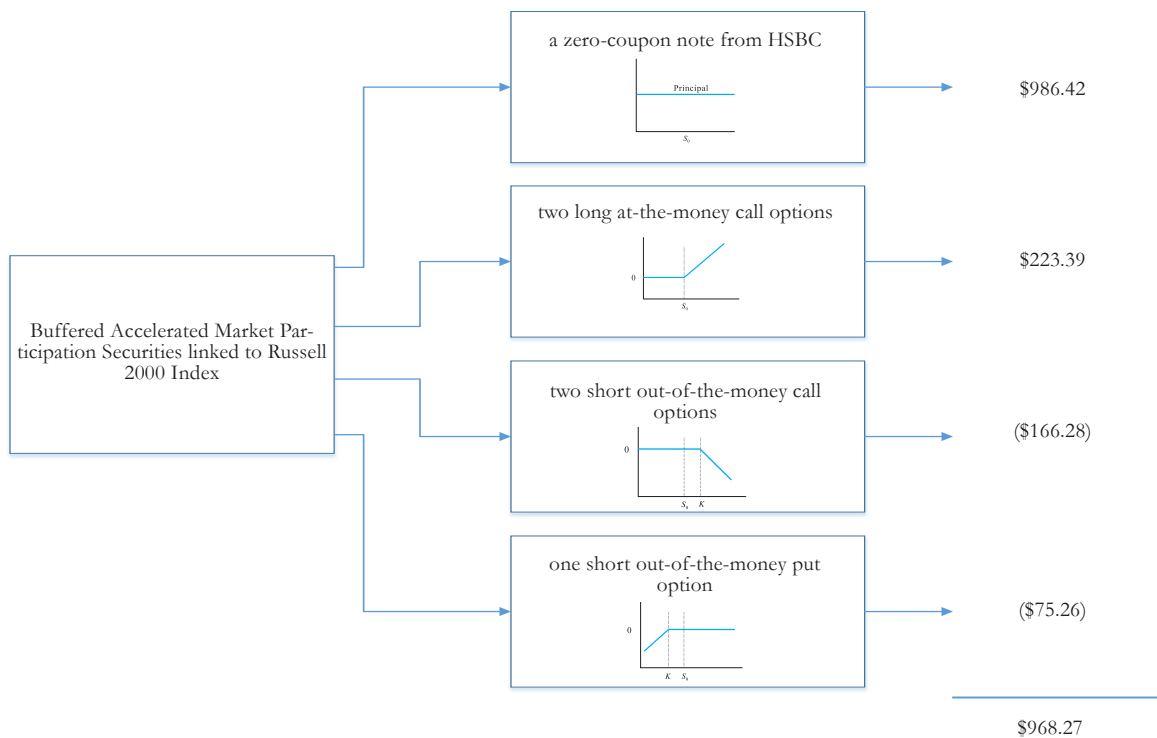 a zero-coupon note from HSBC
Principal
S₀
$986.42
two long at-the-money call options
0
S₀
$223.39
Buffered Accelerated Market Par-
ticipation Securities linked to Russell
2000 Index
two short out-of-the-money call
options
0
S₀ K
($166.28)
one short out-of-the-money put
option
0
K S₀
($75.26)
$968.27